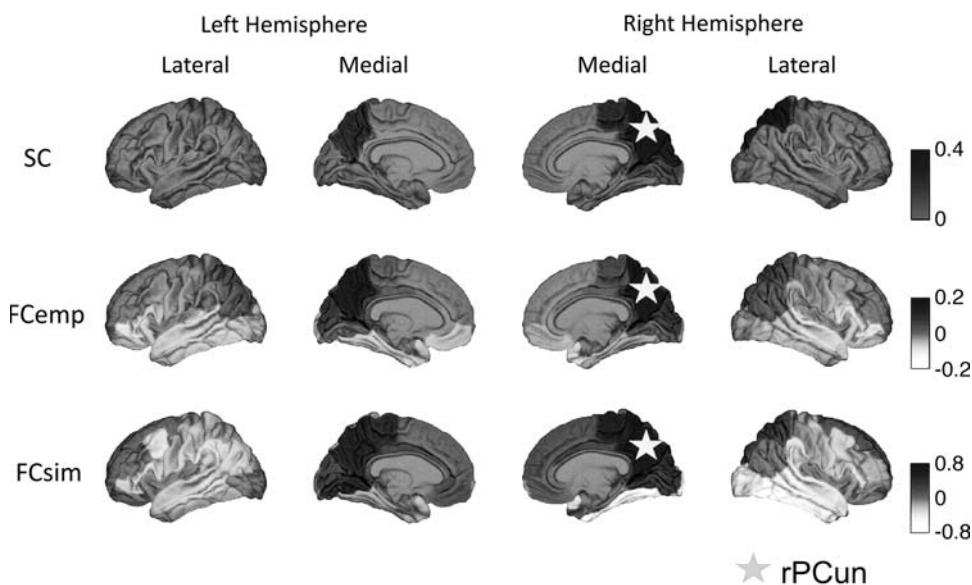 Left Hemisphere
Right Hemisphere
Lateral
Medial
Medial
Lateral
SC
0.4
0
FCemp
0.2
0
-0.2
FCsim
0.8
0
-0.8
rPCun